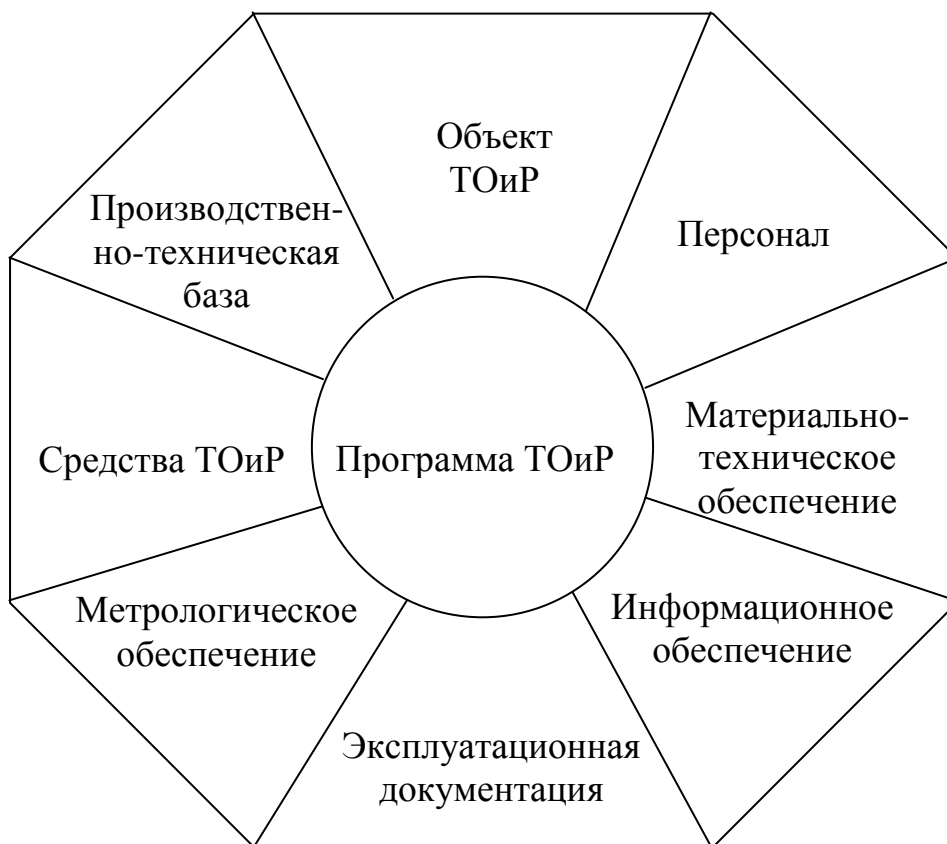 Объект
ТОиР
Производствен-
но-техническая
база
Персонал
Средства ТОиР
Программа ТОиР
Материально-
техническое
обеспечение
Метрологическое
обеспечение
Информационное
обеспечение
Эксплуатационная
документация